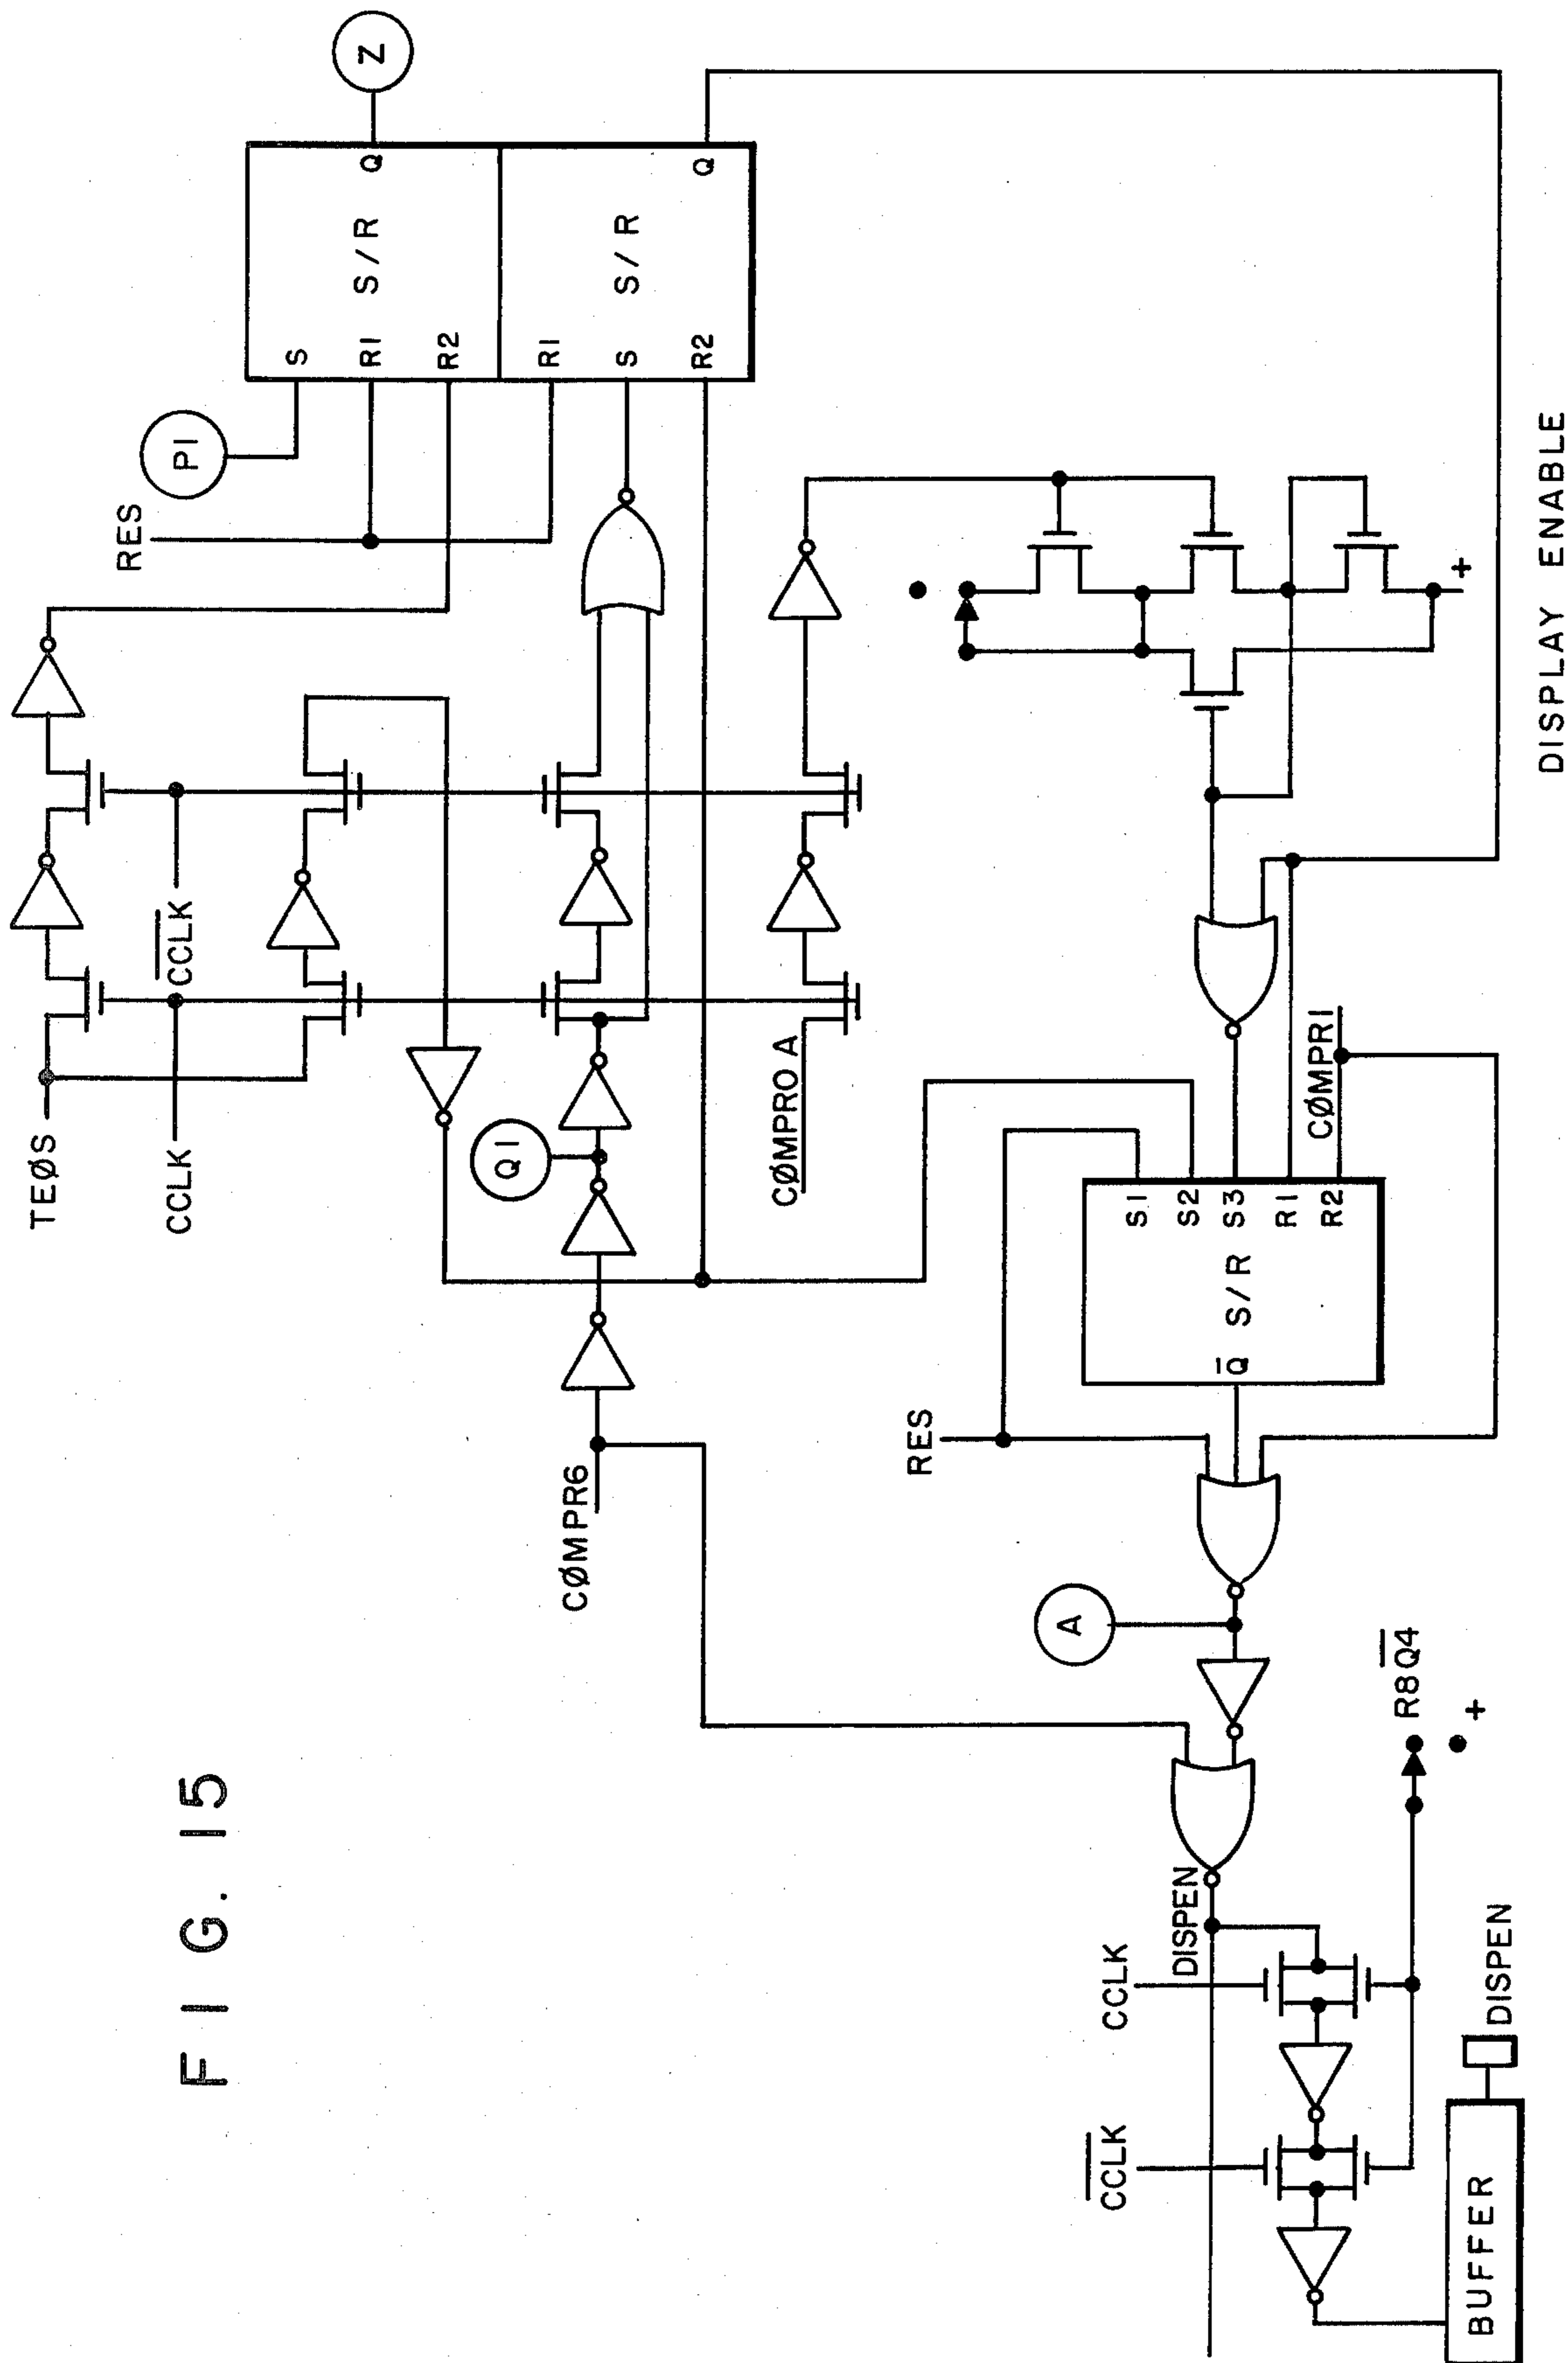 FIG. 15
TEØS
CCLK
CCLK
RES
P1
S
R1
R2
S/R
Q
Z
R1
S
R2
S/R
Q
CØMPR6
Q1
CØMPRO A
RES
A
Q
S/R
S1
S2
S3
R1
R2
CØMPR1
+
DISPEN
CCLK
CCLK
R8Q4
+
BUFFER
DISPEN
DISPLAY ENABLE